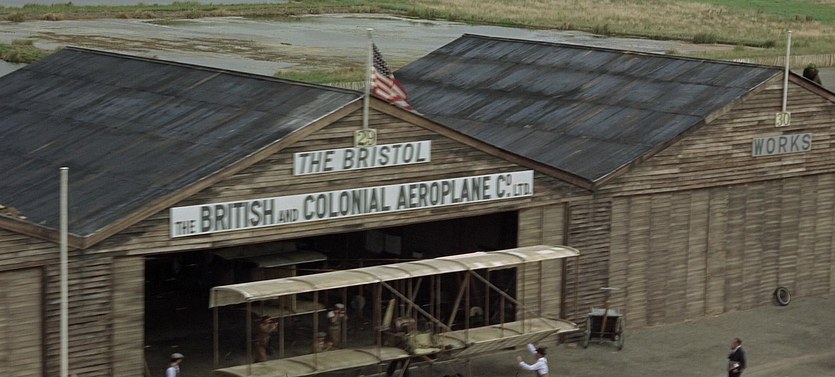 29
THE BRISTOL
THE BRITISH AND COLONIAL AEROPLANE Co. LTD.
30
WORKS